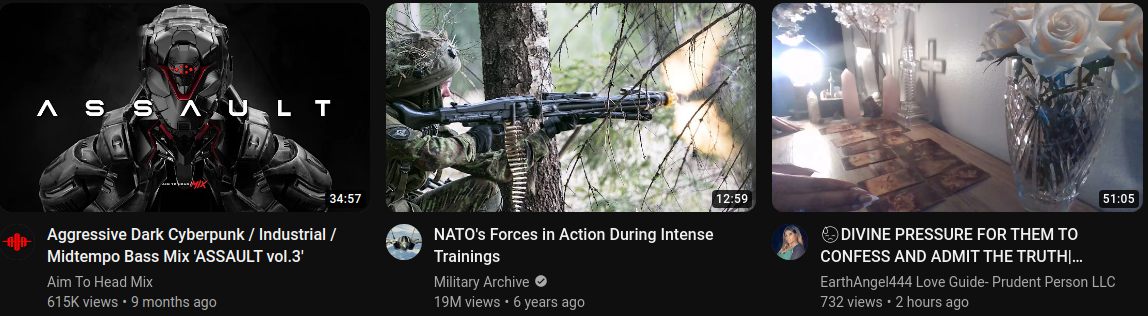 A S S A U L T
AIM TO HEAD MIX
34:57
12:59
51:05
Aggressive Dark Cyberpunk / Industrial /
Midtempo Bass Mix 'ASSAULT vol.3'
Aim To Head Mix
615K views • 9 months ago
NATO's Forces in Action During Intense
Trainings
Military Archive
19M views • 6 years ago
DIVINE PRESSURE FOR THEM TO
CONFESS AND ADMIT THE TRUTH|...
EarthAngel444 Love Guide- Prudent Person LLC
732 views • 2 hours ago